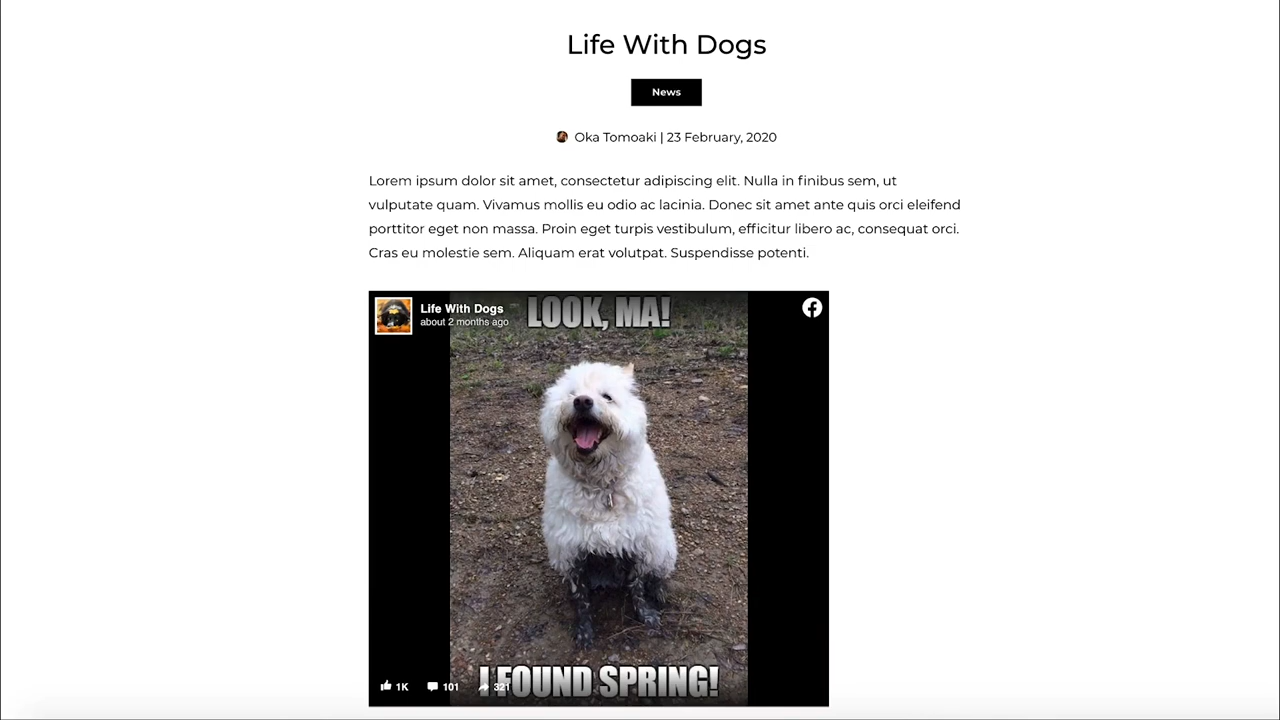 Life With Dogs
News
Oka Tomoaki | 23 February, 2020
Lorem ipsum dolor sit amet, consectetur adipiscing elit. Nulla in finibus sem, ut
vulputate quam. Vivamus mollis eu odio ac lacinia. Donec sit amet ante quis orci eleifend
porttitor eget non massa. Proin eget turpis vestibulum, efficitur libero ac, consequat orci.
Cras eu molestie sem. Aliquam erat volutpat. Suspendisse potenti.
Life With Dogs
about 2 months ago
LOOK, MA!
I FOUND SPRING!
1K 101 321